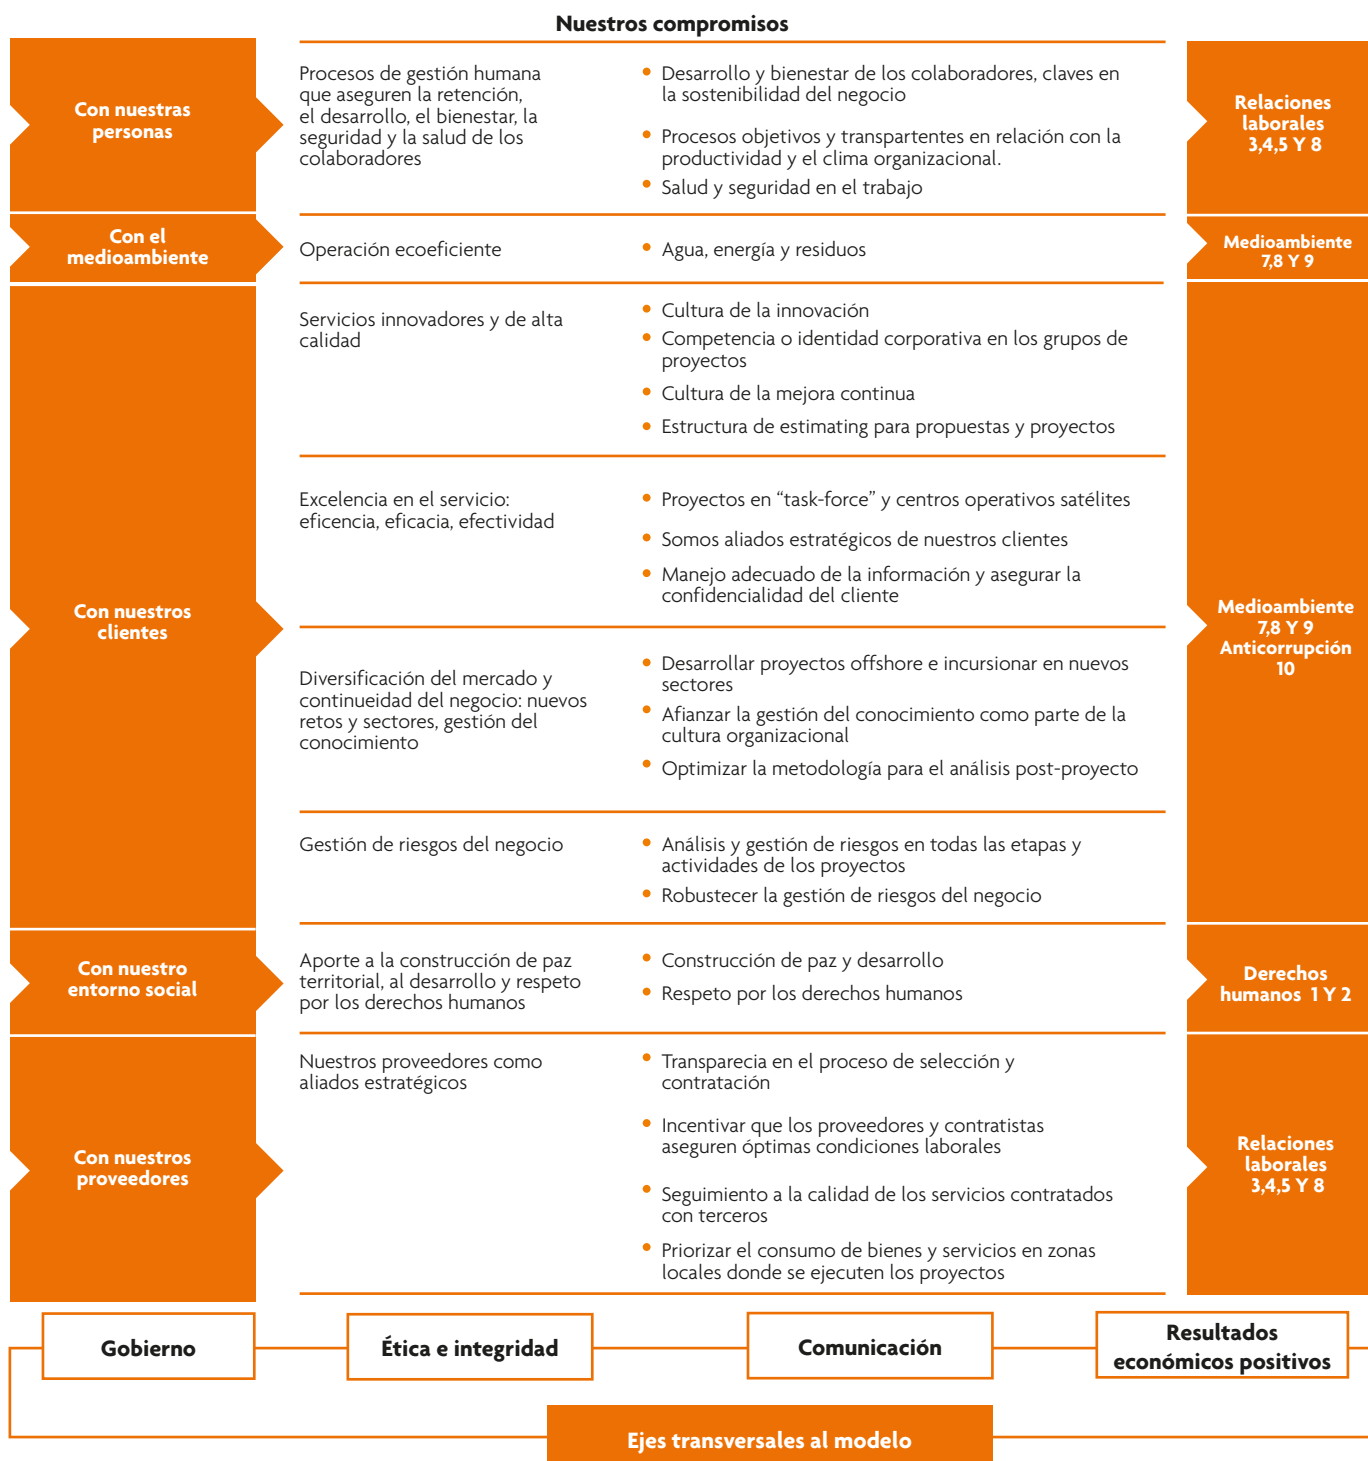 Nuestros compromisos
Con nuestras
personas
Procesos de gestión humana
que aseguren la retención,
el desarrollo, el bienestar, la
seguridad y la salud de los
colaboradores
• Desarrollo y bienestar de los colaboradores, claves en
la sostenibilidad del negocio
• Procesos objetivos y transpartentes en relación con la
productividad y el clima organizacional.
• Salud y seguridad en el trabajo
Relaciones
laborales
3,4,5 Y 8
Con el
medioambiente
Operación ecoeficiente
• Agua, energía y residuos
Medioambiente
7,8 Y 9
Con nuestros
clientes
Servicios innovadores y de alta
calidad
• Cultura de la innovación
• Competencia o identidad corporativa en los grupos de
proyectos
• Cultura de la mejora continua
• Estructura de estimating para propuestas y proyectos
Excelencia en el servicio:
eficencia, eficacia, efectividad
• Proyectos en “task-force” y centros operativos satélites
• Somos aliados estratégicos de nuestros clientes
• Manejo adecuado de la información y asegurar la
confidencialidad del cliente
Diversificación del mercado y
continueidad del negocio: nuevos
retos y sectores, gestión del
conocimiento
• Desarrollar proyectos offshore e incursionar en nuevos
sectores
• Afianzar la gestión del conocimiento como parte de la
cultura organizacional
• Optimizar la metodología para el análisis post-proyecto
Gestión de riesgos del negocio
• Análisis y gestión de riesgos en todas las etapas y
actividades de los proyectos
• Robustecer la gestión de riesgos del negocio
Medioambiente
7,8 Y 9
Anticorrupción
10
Con nuestro
entorno social
Aporte a la construcción de paz
territorial, al desarrollo y respeto
por los derechos humanos
• Construcción de paz y desarrollo
• Respeto por los derechos humanos
Derechos
humanos 1 Y 2
Con nuestros
proveedores
Nuestros proveedores como
aliados estratégicos
• Transparecia en el proceso de selección y
contratación
• Incentivar que los proveedores y contratistas
aseguren óptimas condiciones laborales
• Seguimiento a la calidad de los servicios contratados
con terceros
• Priorizar el consumo de bienes y servicios en zonas
locales donde se ejecuten los proyectos
Relaciones
laborales
3,4,5 Y 8
Gobierno
Ética e integridad
Comunicación
Resultados
económicos positivos
Ejes transversales al modelo